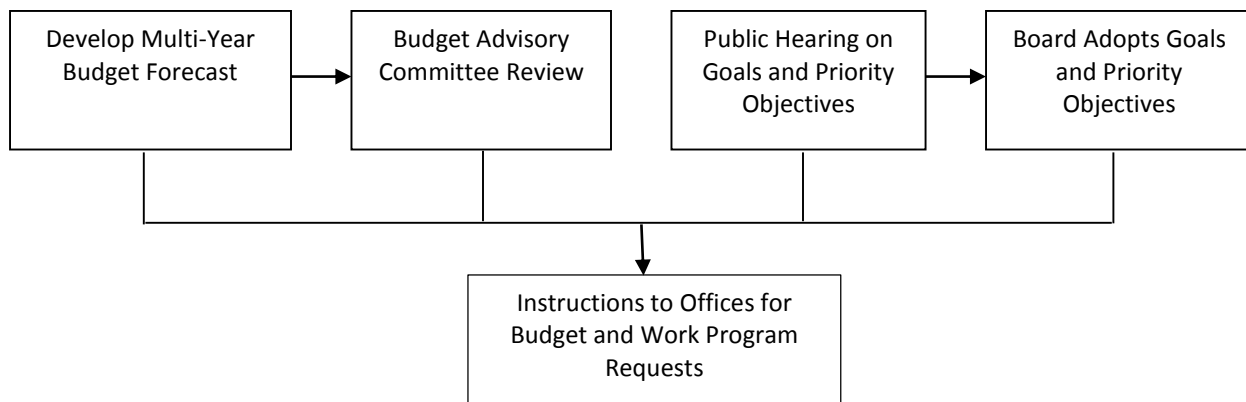 Develop Multi-Year
Budget Forecast
Budget Advisory
Committee Review
Public Hearing on
Goals and Priority
Objectives
Board Adopts Goals
and Priority
Objectives
Instructions to Offices for
Budget and Work Program
Requests